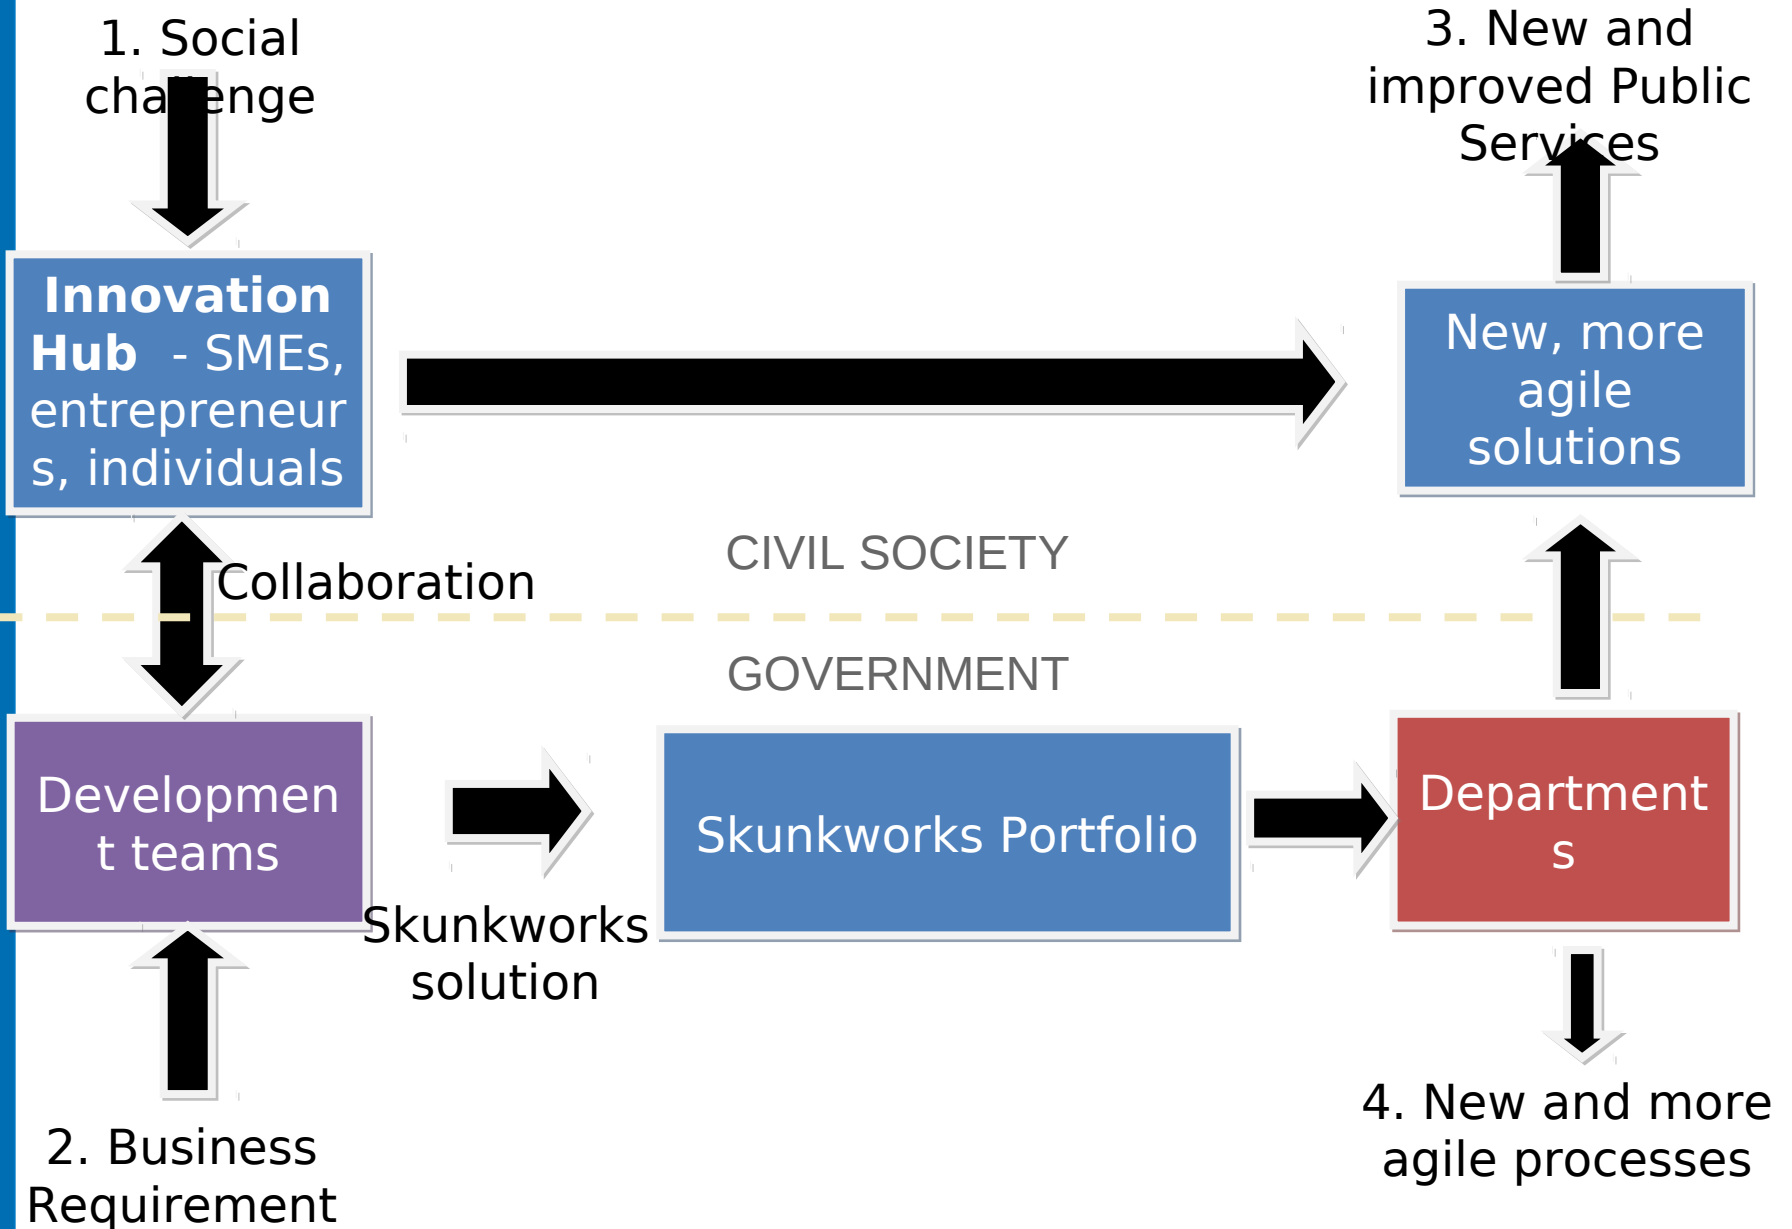 1. Social
challenge
3. New and
improved Public
Services
Innovation
Hub  - SMEs,
entrepreneur
s, individuals
New, more
agile
solutions
CIVIL SOCIETY
Collaboration
GOVERNMENT
Developmen
t teams
Skunkworks Portfolio
Department
s
Skunkworks
solution
2. Business
Requirement
4. New and more
agile processes